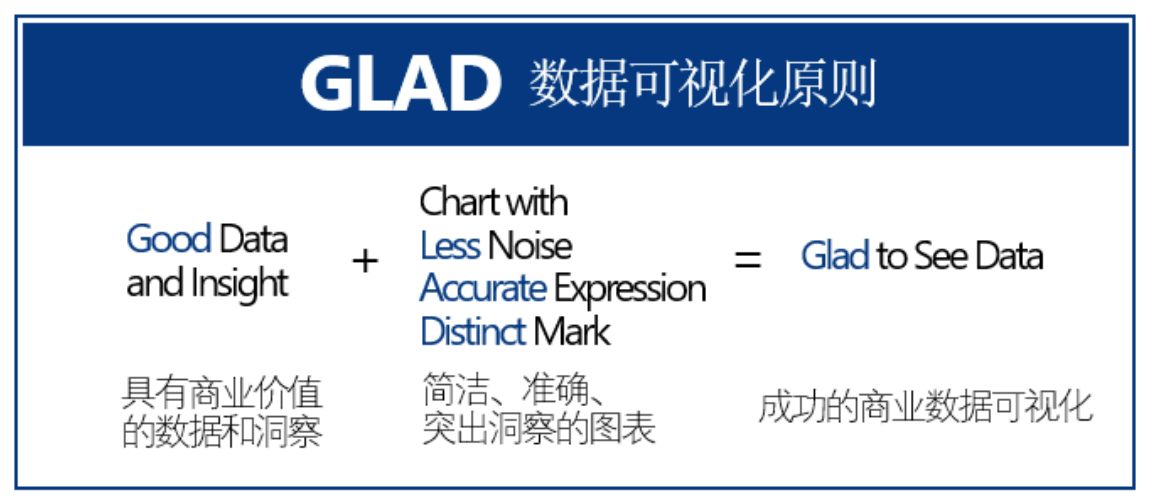 GLAD 数据可视化原则
Good Data
and Insight
+
Chart with
Less Noise
Accurate Expression
Distinct Mark
=
Glad to See Data
具有商业价值
的数据和洞察
简洁、准确、
突出洞察的图表
成功的商业数据可视化